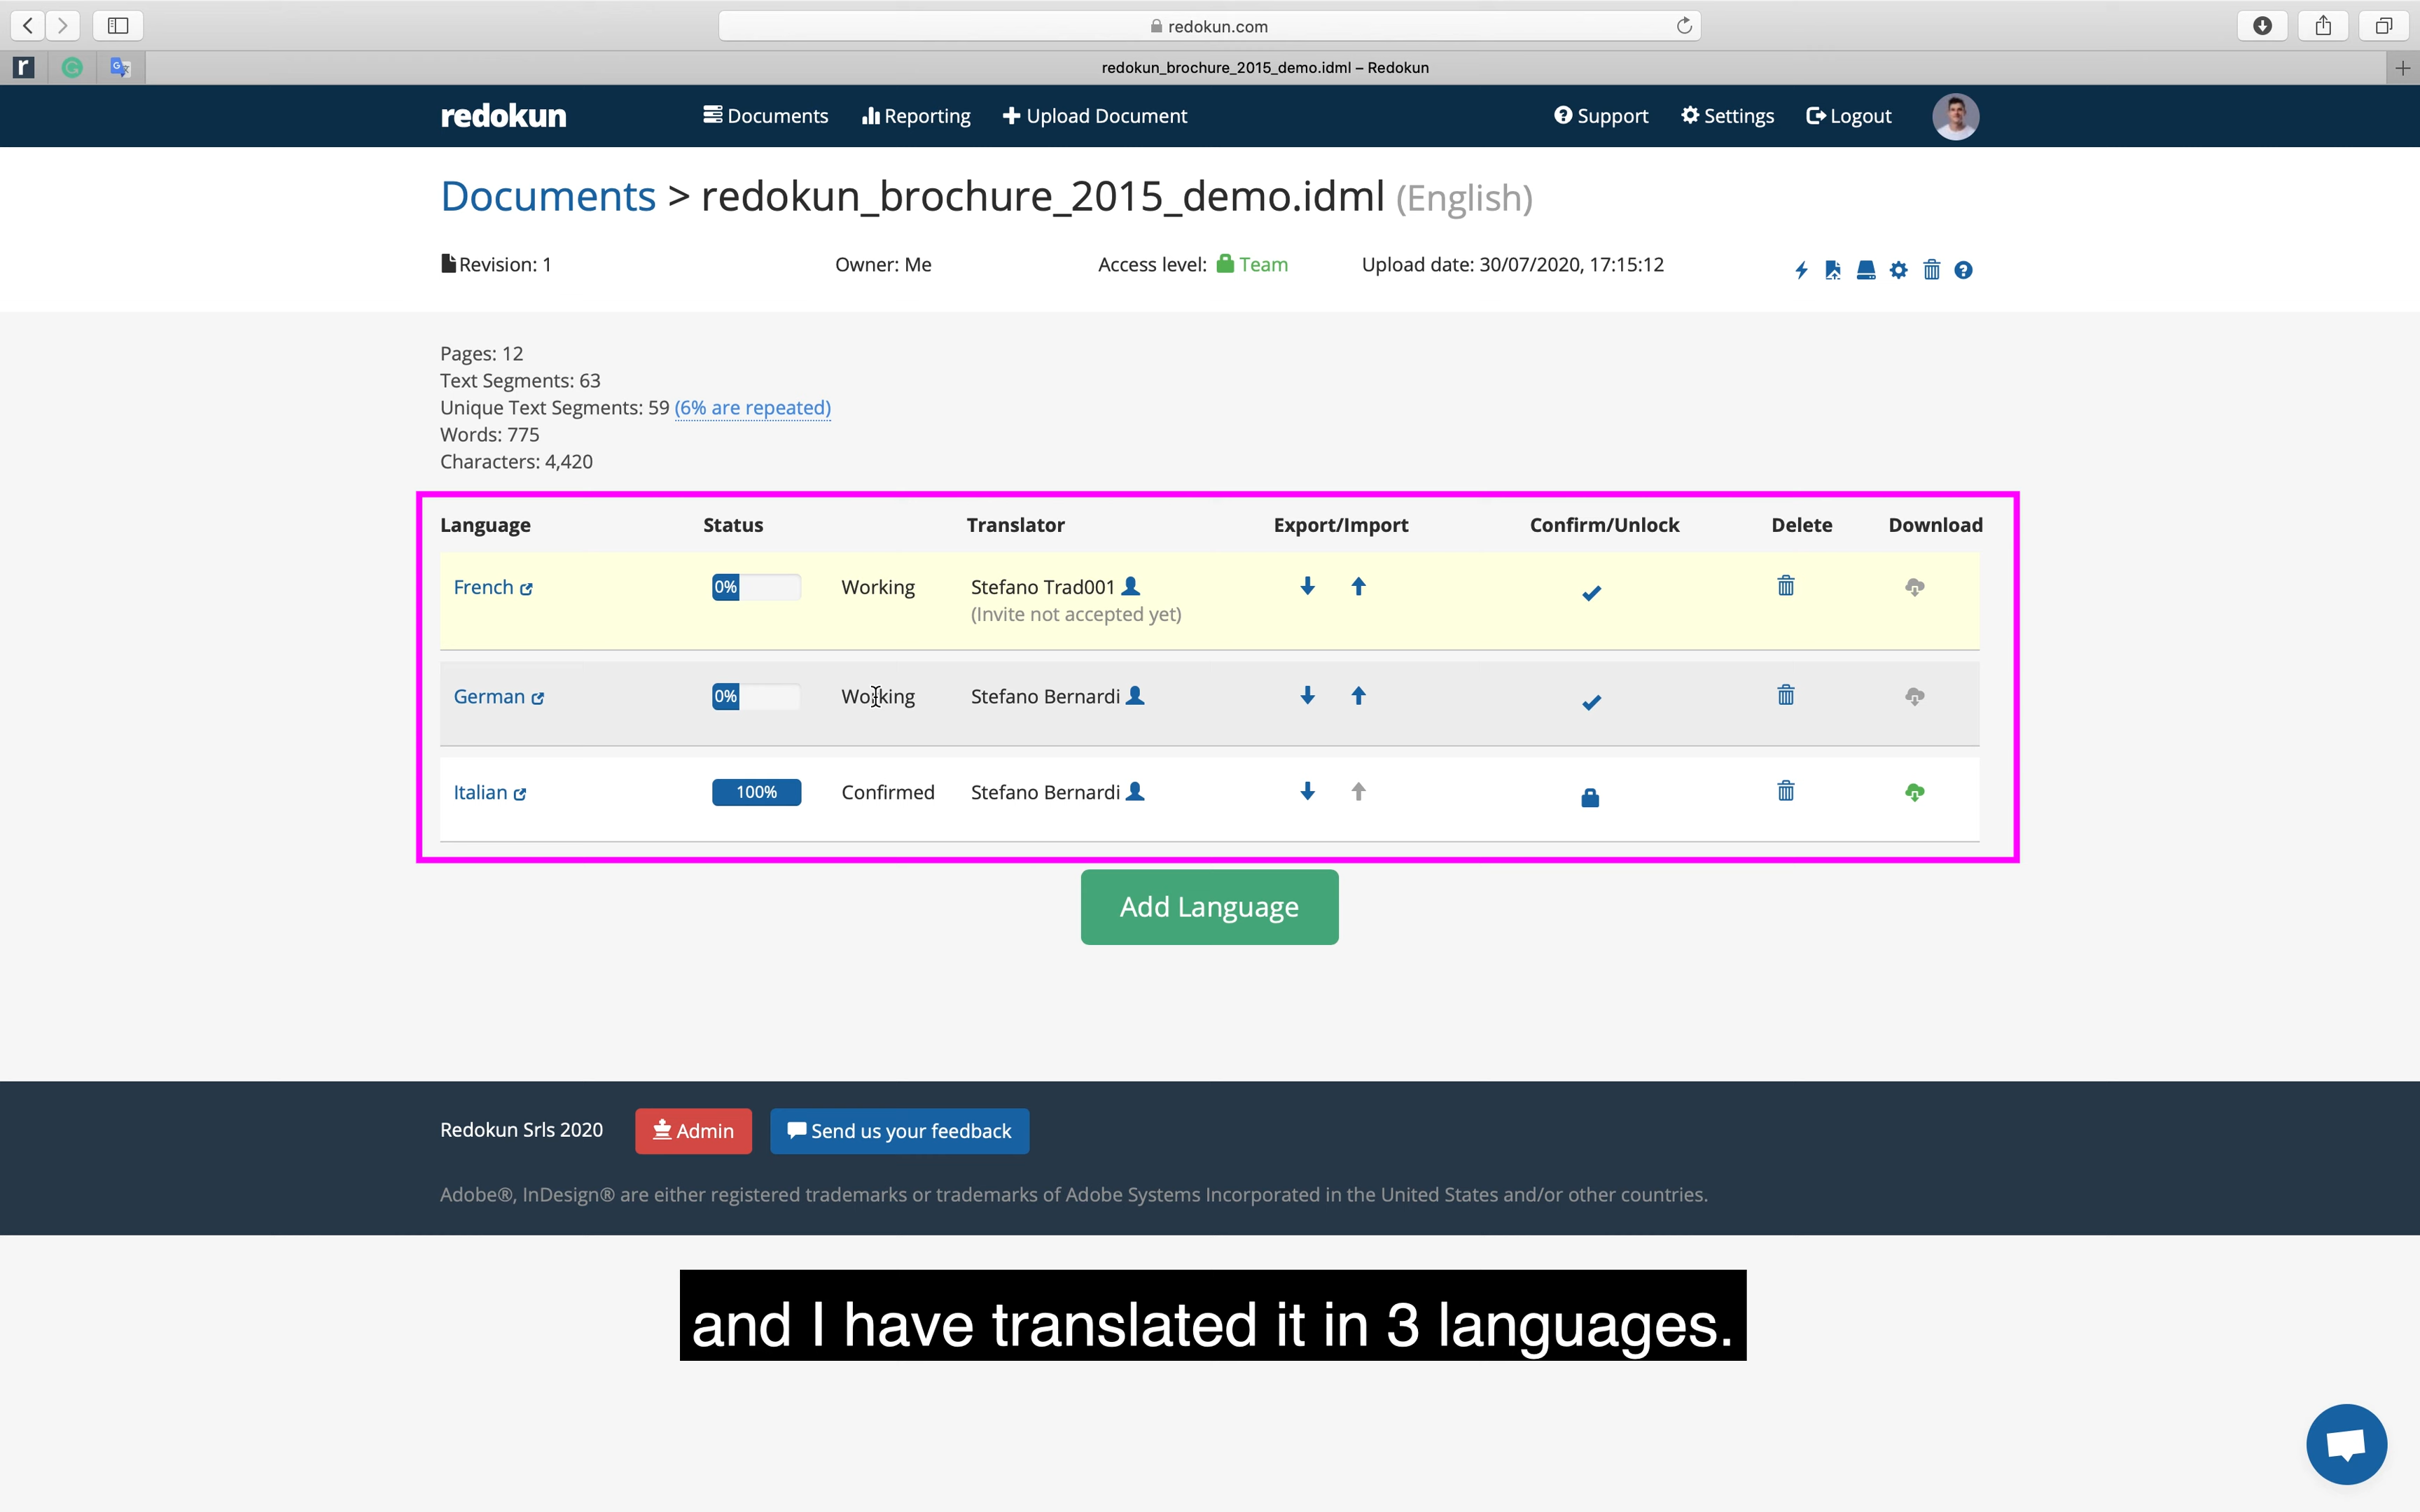 redokun.com
redokun_brochure_2015_demo.idml – Redokun
redokun Documents Reporting Upload Document Support Settings Logout
Documents > redokun_brochure_2015_demo.idml (English)
Revision: 1 Owner: Me Access level: Team Upload date: 30/07/2020, 17:15:12
Pages: 12
Text Segments: 63
Unique Text Segments: 59 (6% are repeated)
Words: 775
Characters: 4,420
Language Status Translator Export/Import Confirm/Unlock Delete Download
French 0% Working Stefano Trad001
(Invite not accepted yet)
German 0% Working Stefano Bernardi
Italian 100% Confirmed Stefano Bernardi
Add Language
Redokun Srls 2020 Admin Send us your feedback
Adobe®, InDesign® are either registered trademarks or trademarks of Adobe Systems Incorporated in the United States and/or other countries.
and I have translated it in 3 languages.